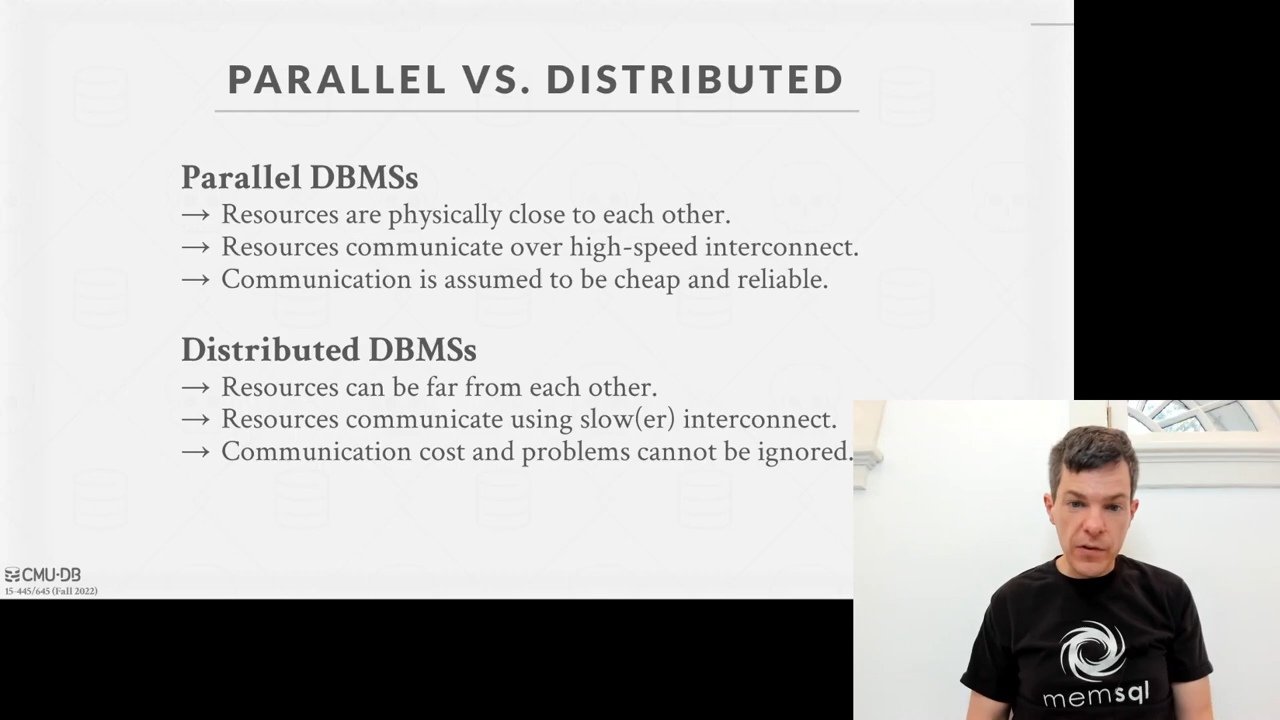 PARALLEL VS. DISTRIBUTED
Parallel DBMSs
→ Resources are physically close to each other.
→ Resources communicate over high-speed interconnect.
→ Communication is assumed to be cheap and reliable.
Distributed DBMSs
→ Resources can be far from each other.
→ Resources communicate using slow(er) interconnect.
→ Communication cost and problems cannot be ignored.
CMU·DB
15-445/645 (Fall 2022)
memsql